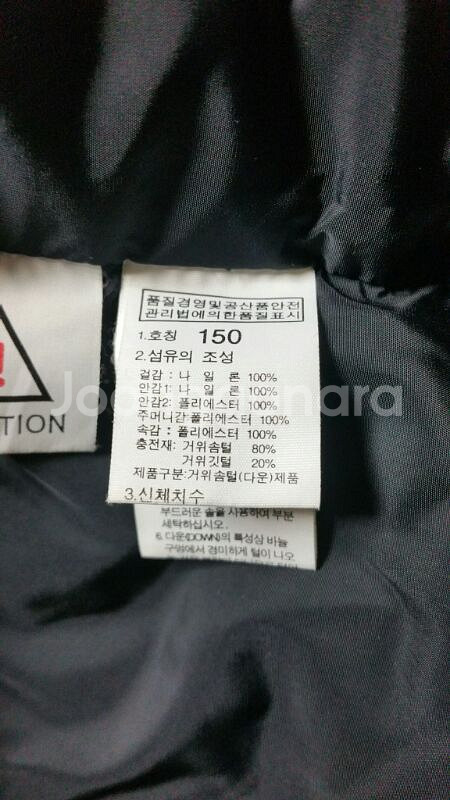 품질경영및공산품안전
관리법에의한품질표시
1.호칭 150
2.섬유의 조성
겉감 : 나 일 론 100%
안감1: 나 일 론 100%
안감2: 폴리에스터 100%
주머니감:폴리에스터 100%
속감 : 폴리에스터 100%
충전재: 거위솜털 80%
거위깃털 20%
제품구분:거위솜털(다운)제품
3.신체치수
부드러운 솔을 사용하여 부분
세탁하십시오.
6. 다운(DOWN)의 특성상 바늘
구멍에서 경미하게 털이 나오
TION